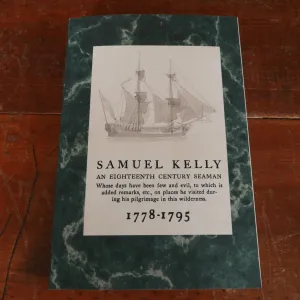 SAMUEL KELLY
AN EIGHTEENTH CENTURY SEAMAN
Whose days have been few and evil, to which is
added remarks, etc., on places he visited dur-
ing his pilgrimage in this wilderness.
1778-1795